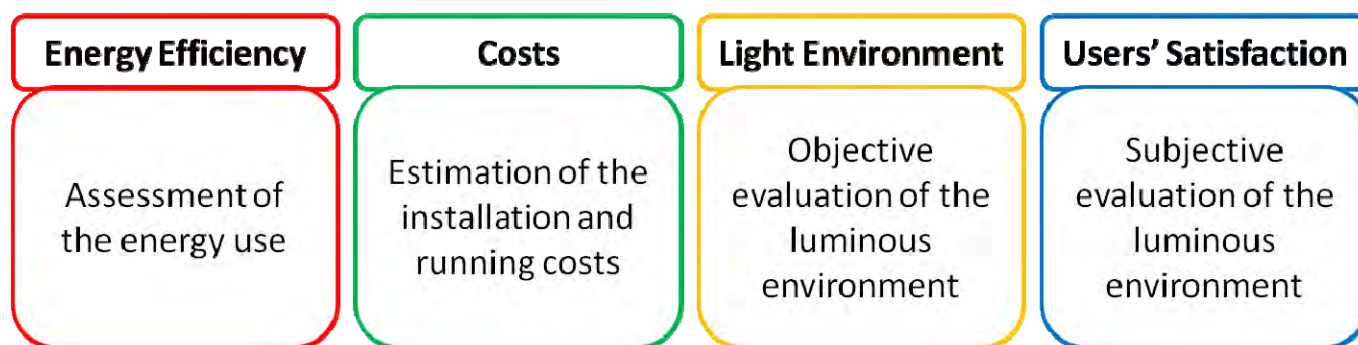 Energy Efficiency
Assessment of
the energy use
Costs
Estimation of the
installation and
running costs
Light Environment
Objective
evaluation of the
luminous
environment
Users' Satisfaction
Subjective
evaluation of the
luminous
environment